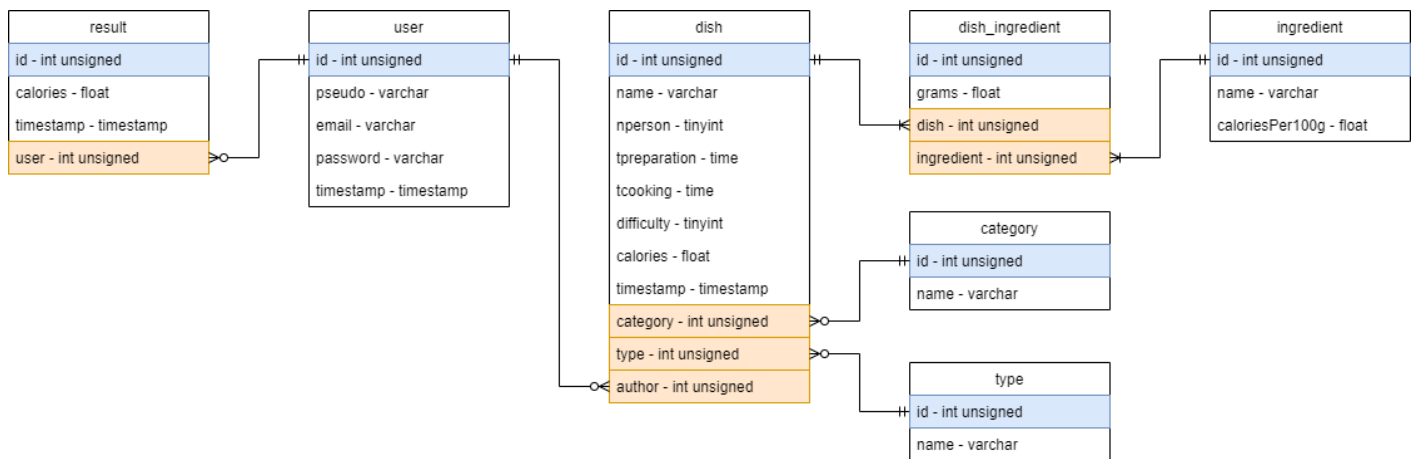 result
id - int unsigned
calories - float
timestamp - timestamp
user - int unsigned
user
id - int unsigned
pseudo - varchar
email - varchar
password - varchar
timestamp - timestamp
dish
id - int unsigned
name - varchar
nperson - tinyint
tpreparation - time
tcooking - time
difficulty - tinyint
calories - float
timestamp - timestamp
category - int unsigned
type - int unsigned
author - int unsigned
dish_ingredient
id - int unsigned
grams - float
dish - int unsigned
ingredient - int unsigned
ingredient
id - int unsigned
name - varchar
caloriesPer100g - float
category
id - int unsigned
name - varchar
type
id - int unsigned
name - varchar